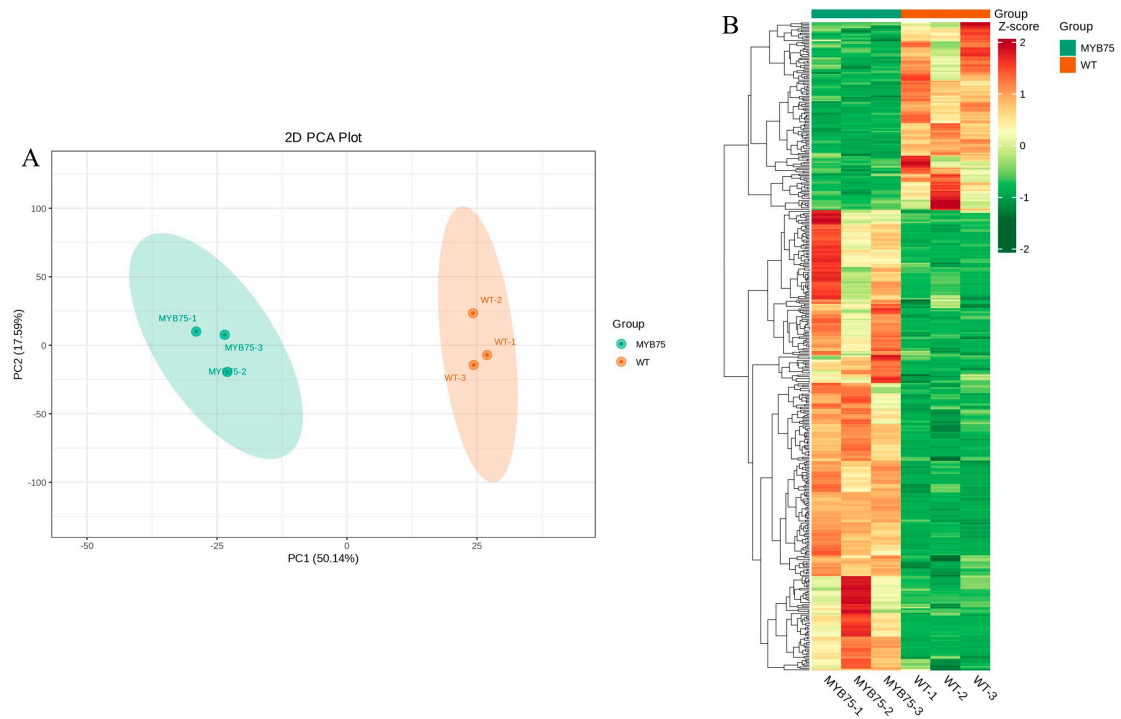 A
2D PCA Plot
PC2 (17.59%)
100
50
0
-50
-100
MYB75-1
MYB75-3
MYB75-2
WT-2
WT-1
WT-3
-50
-25
0
25
PC1 (50.14%)
Group
MYB75
WT
B
Group
Z-score
2
1
0
-1
-2
Group
MYB75
WT
MYB75-1
MYB75-2
MYB75-3
WT-1
WT-2
WT-3